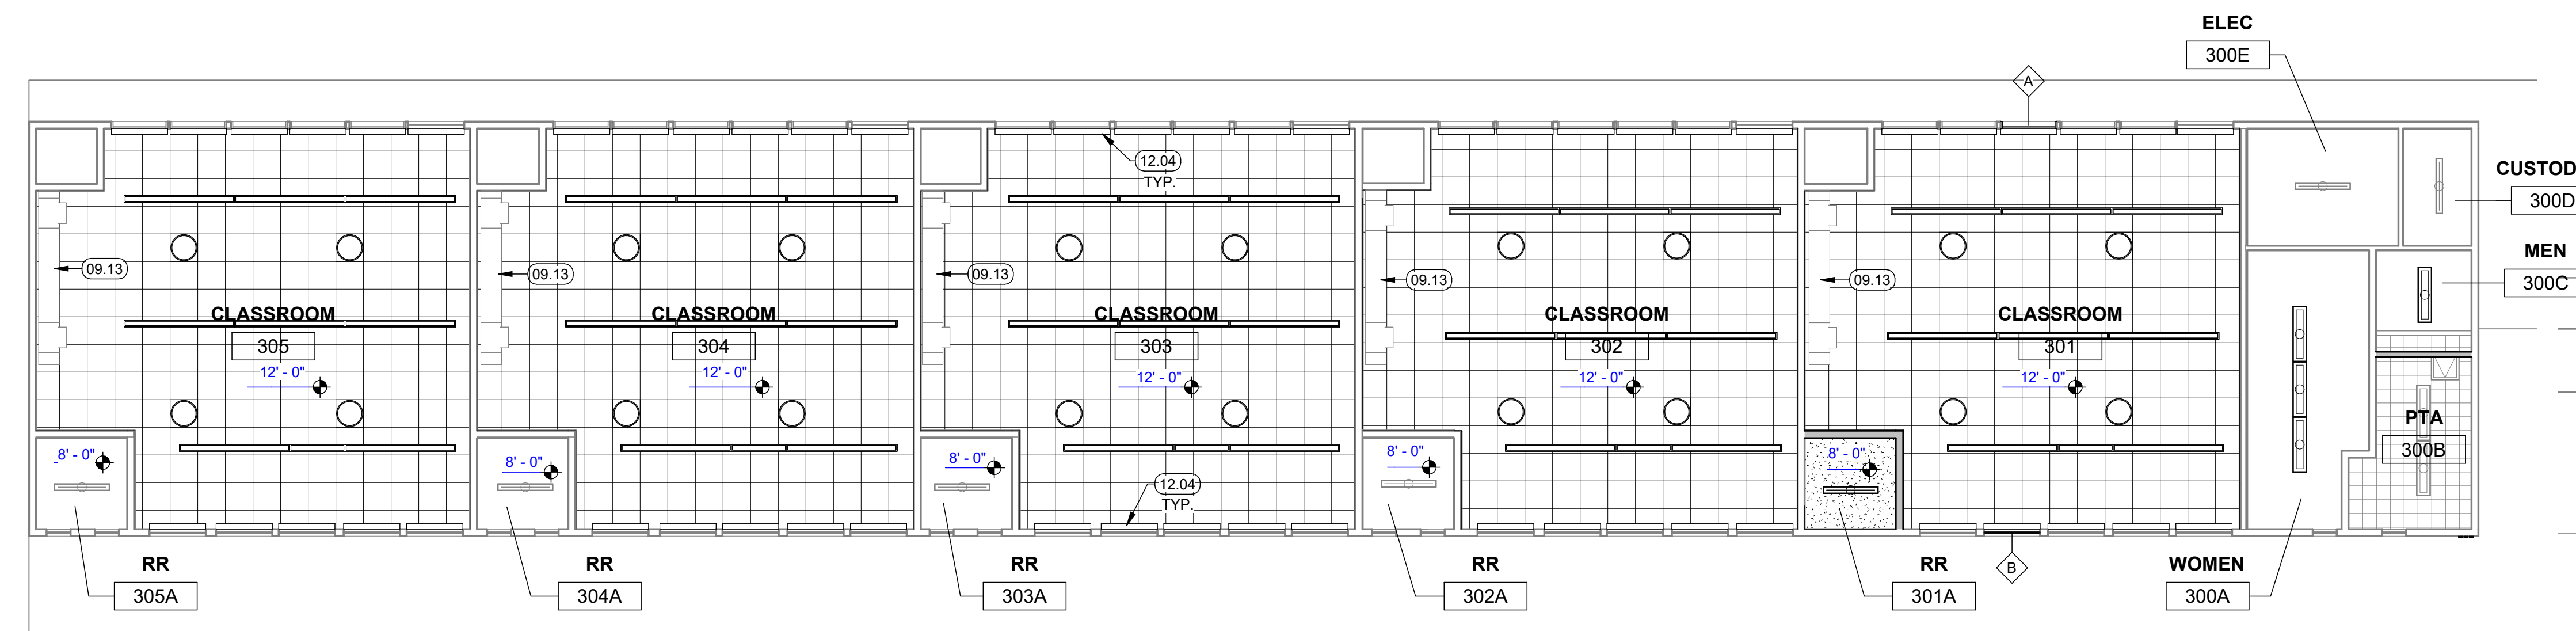 ELEC
300E
A
12.04
TYP.
CUSTOD
300D
MEN
300C
09.13
09.13
09.13
09.13
09.13
CLASSROOM
305
12' - 0"
CLASSROOM
304
12' - 0"
CLASSROOM
303
12' - 0"
CLASSROOM
302
12' - 0"
CLASSROOM
301
12' - 0"
PTA
300B
8' - 0"
8' - 0"
8' - 0"
8' - 0"
8' - 0"
12.04
TYP.
RR
305A
RR
304A
RR
303A
RR
302A
RR
301A
B
WOMEN
300A